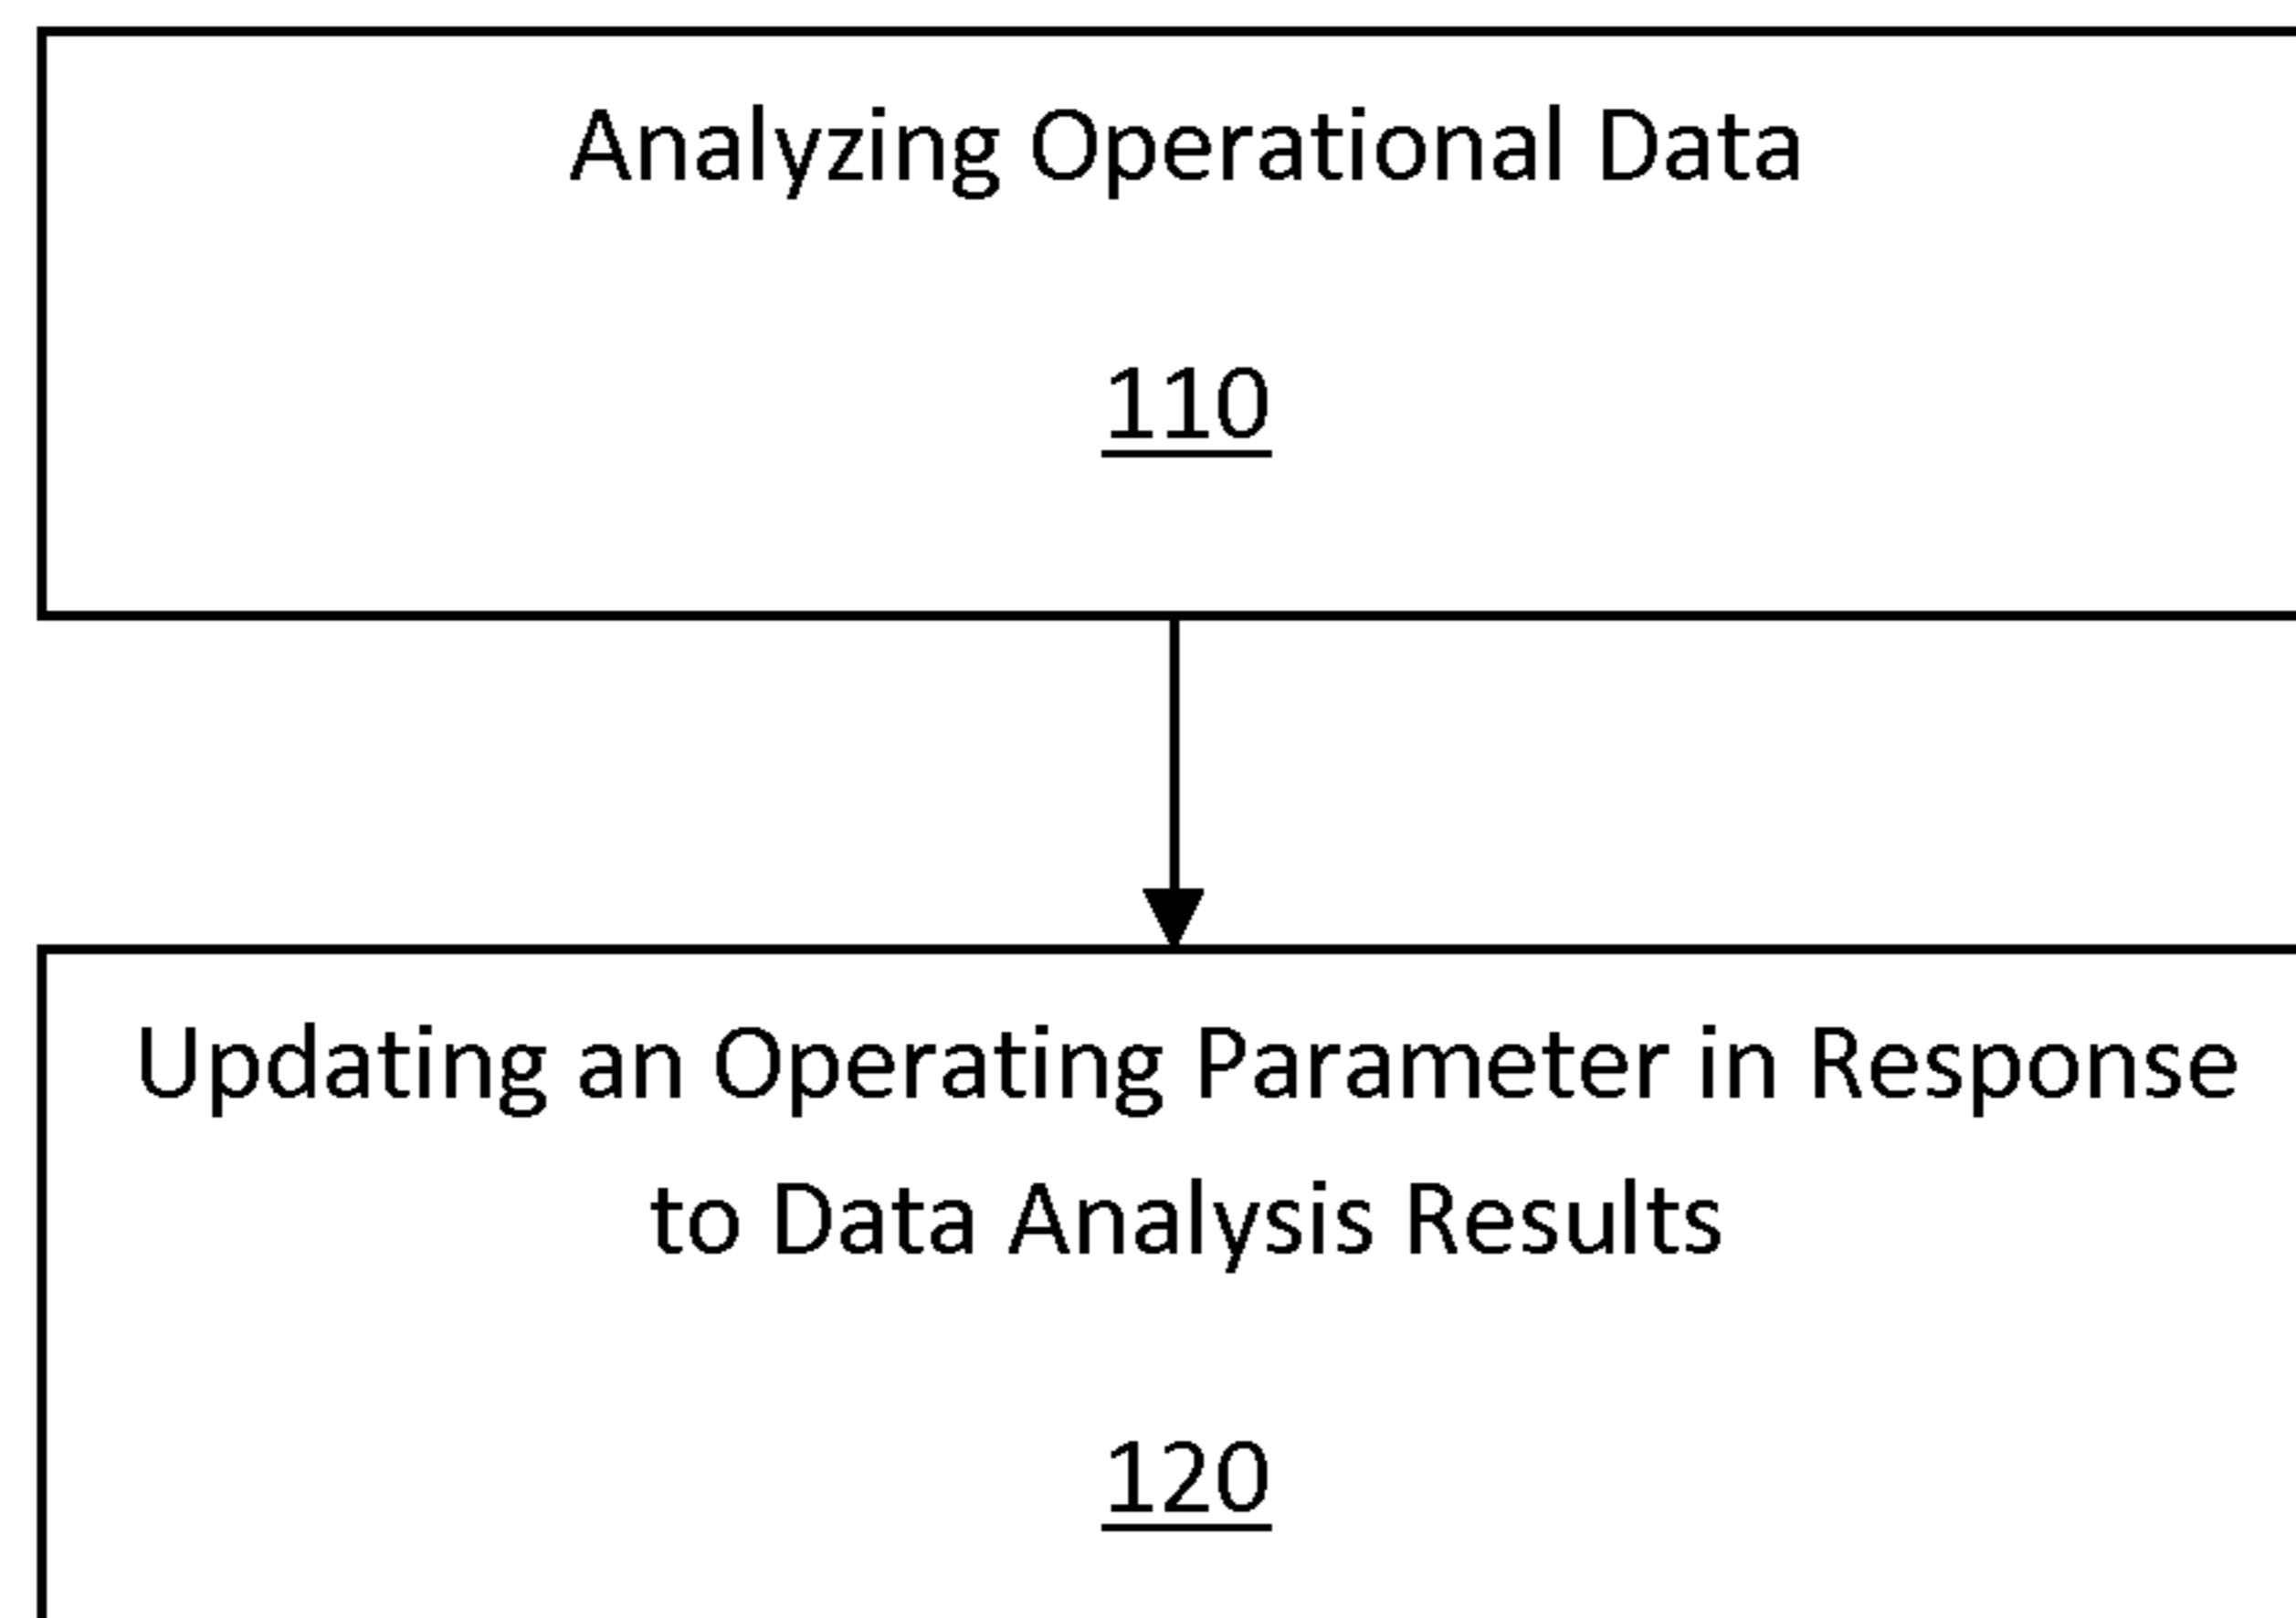 Analyzing Operational Data
110
Updating an Operating Parameter in Response
to Data Analysis Results
120